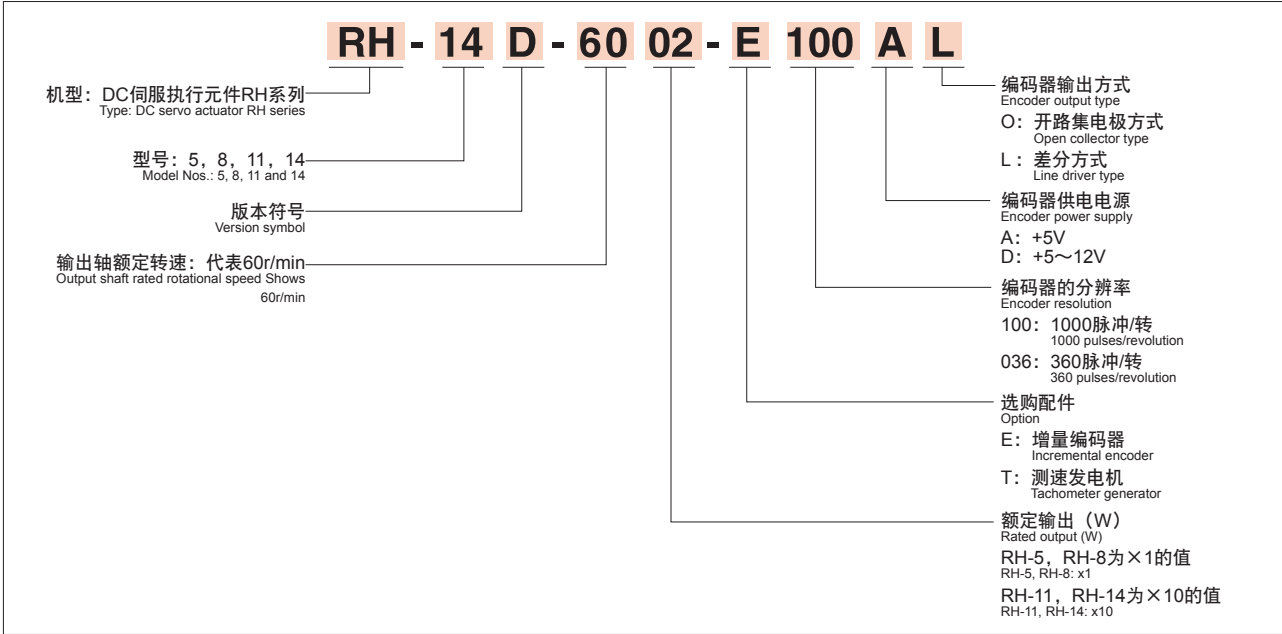 RH - 14 D - 60 02 - E 100 A L
机型：DC伺服执行元件RH系列
Type: DC servo actuator RH series
型号：5，8，11，14
Model Nos.: 5, 8, 11 and 14
版本符号
Version symbol
输出轴额定转速：代表60r/min
Output shaft rated rotational speed Shows
60r/min
编码器输出方式
Encoder output type
O：开路集电极方式
Open collector type
L：差分方式
Line driver type
编码器供电电源
Encoder power supply
A：+5V
D：+5～12V
编码器的分辨率
Encoder resolution
100：1000脉冲/转
1000 pulses/revolution
036：360脉冲/转
360 pulses/revolution
选购配件
Option
E：增量编码器
Incremental encoder
T：测速发电机
Tachometer generator
额定输出（W）
Rated output (W)
RH-5，RH-8为×1的值
RH-5, RH-8: x1
RH-11，RH-14为×10的值
RH-11, RH-14: x10